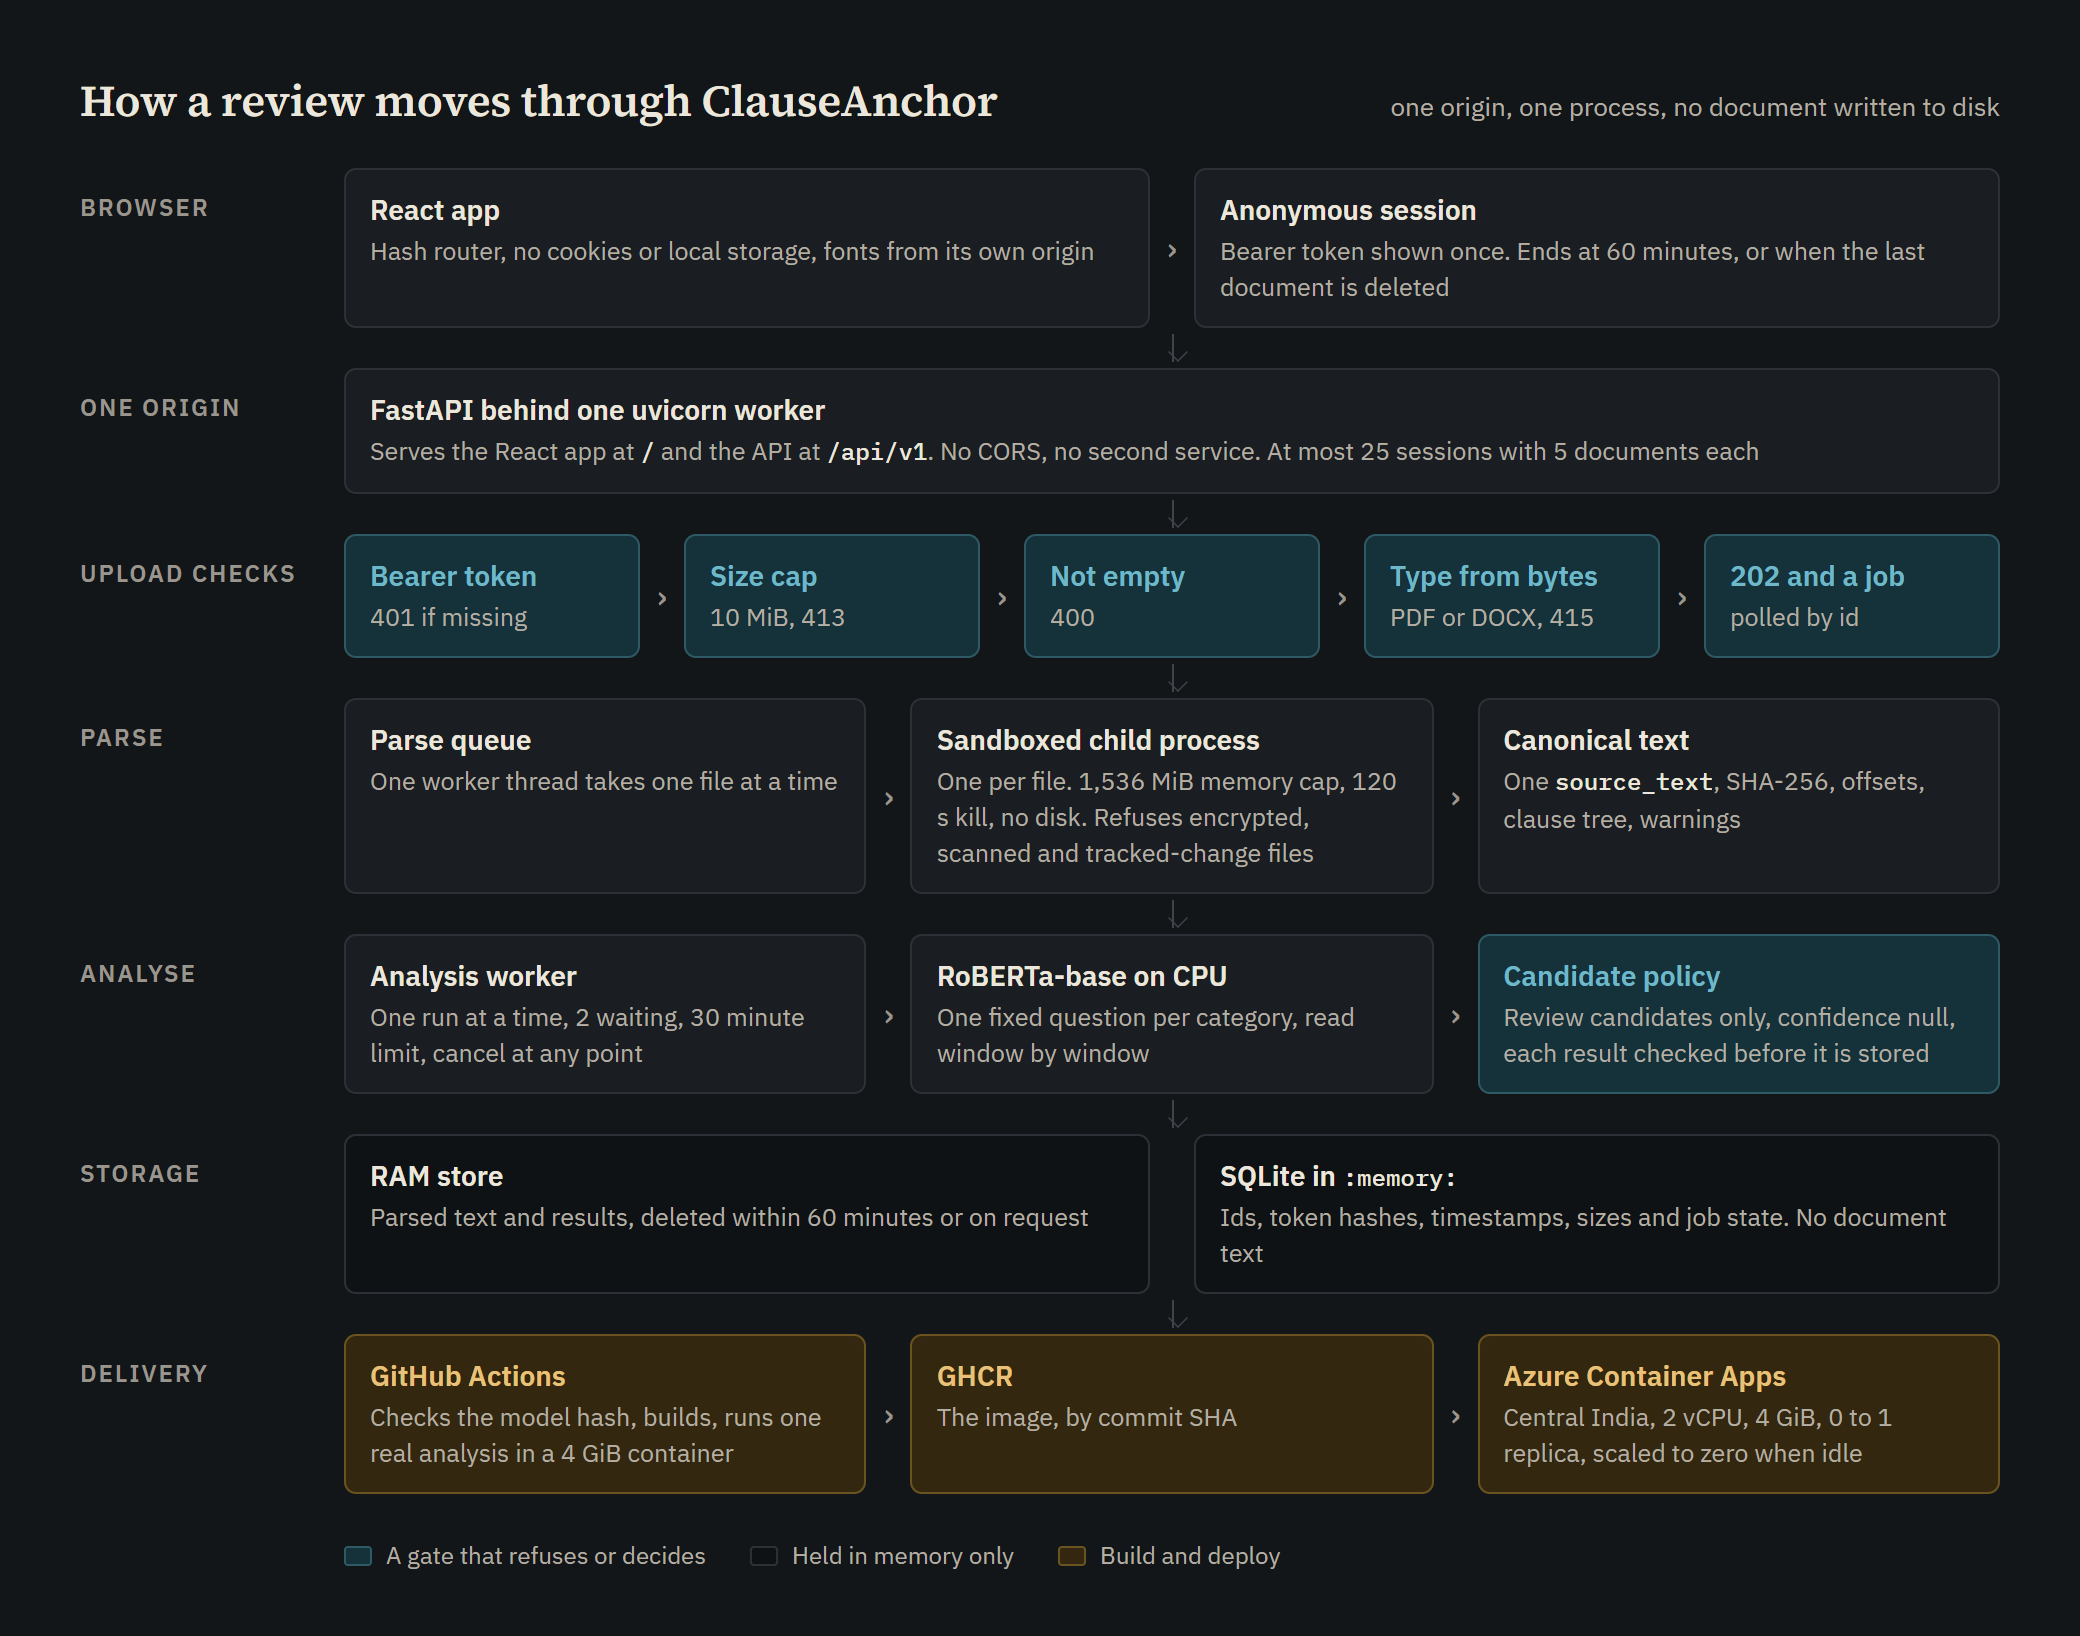 How a review moves through ClauseAnchor
one origin, one process, no document written to disk
BROWSER
React app
Hash router, no cookies or local storage, fonts from its own origin
›
Anonymous session
Bearer token shown once. Ends at 60 minutes, or when the last
document is deleted
ONE ORIGIN
FastAPI behind one uvicorn worker
Serves the React app at / and the API at /api/v1. No CORS, no second service. At most 25 sessions with 5 documents each
UPLOAD CHECKS
Bearer token
401 if missing
›
Size cap
10 MiB, 413
›
Not empty
400
›
Type from bytes
PDF or DOCX, 415
›
202 and a job
polled by id
PARSE
Parse queue
One worker thread takes one file at a time
›
Sandboxed child process
One per file. 1,536 MiB memory cap, 120
s kill, no disk. Refuses encrypted,
scanned and tracked-change files
›
Canonical text
One source_text, SHA-256, offsets,
clause tree, warnings
ANALYSE
Analysis worker
One run at a time, 2 waiting, 30 minute
limit, cancel at any point
›
RoBERTa-base on CPU
One fixed question per category, read
window by window
›
Candidate policy
Review candidates only, confidence null,
each result checked before it is stored
STORAGE
RAM store
Parsed text and results, deleted within 60 minutes or on request
SQLite in :memory:
Ids, token hashes, timestamps, sizes and job state. No document
text
DELIVERY
GitHub Actions
Checks the model hash, builds, runs one
real analysis in a 4 GiB container
›
GHCR
The image, by commit SHA
›
Azure Container Apps
Central India, 2 vCPU, 4 GiB, 0 to 1
replica, scaled to zero when idle
A gate that refuses or decides
Held in memory only
Build and deploy